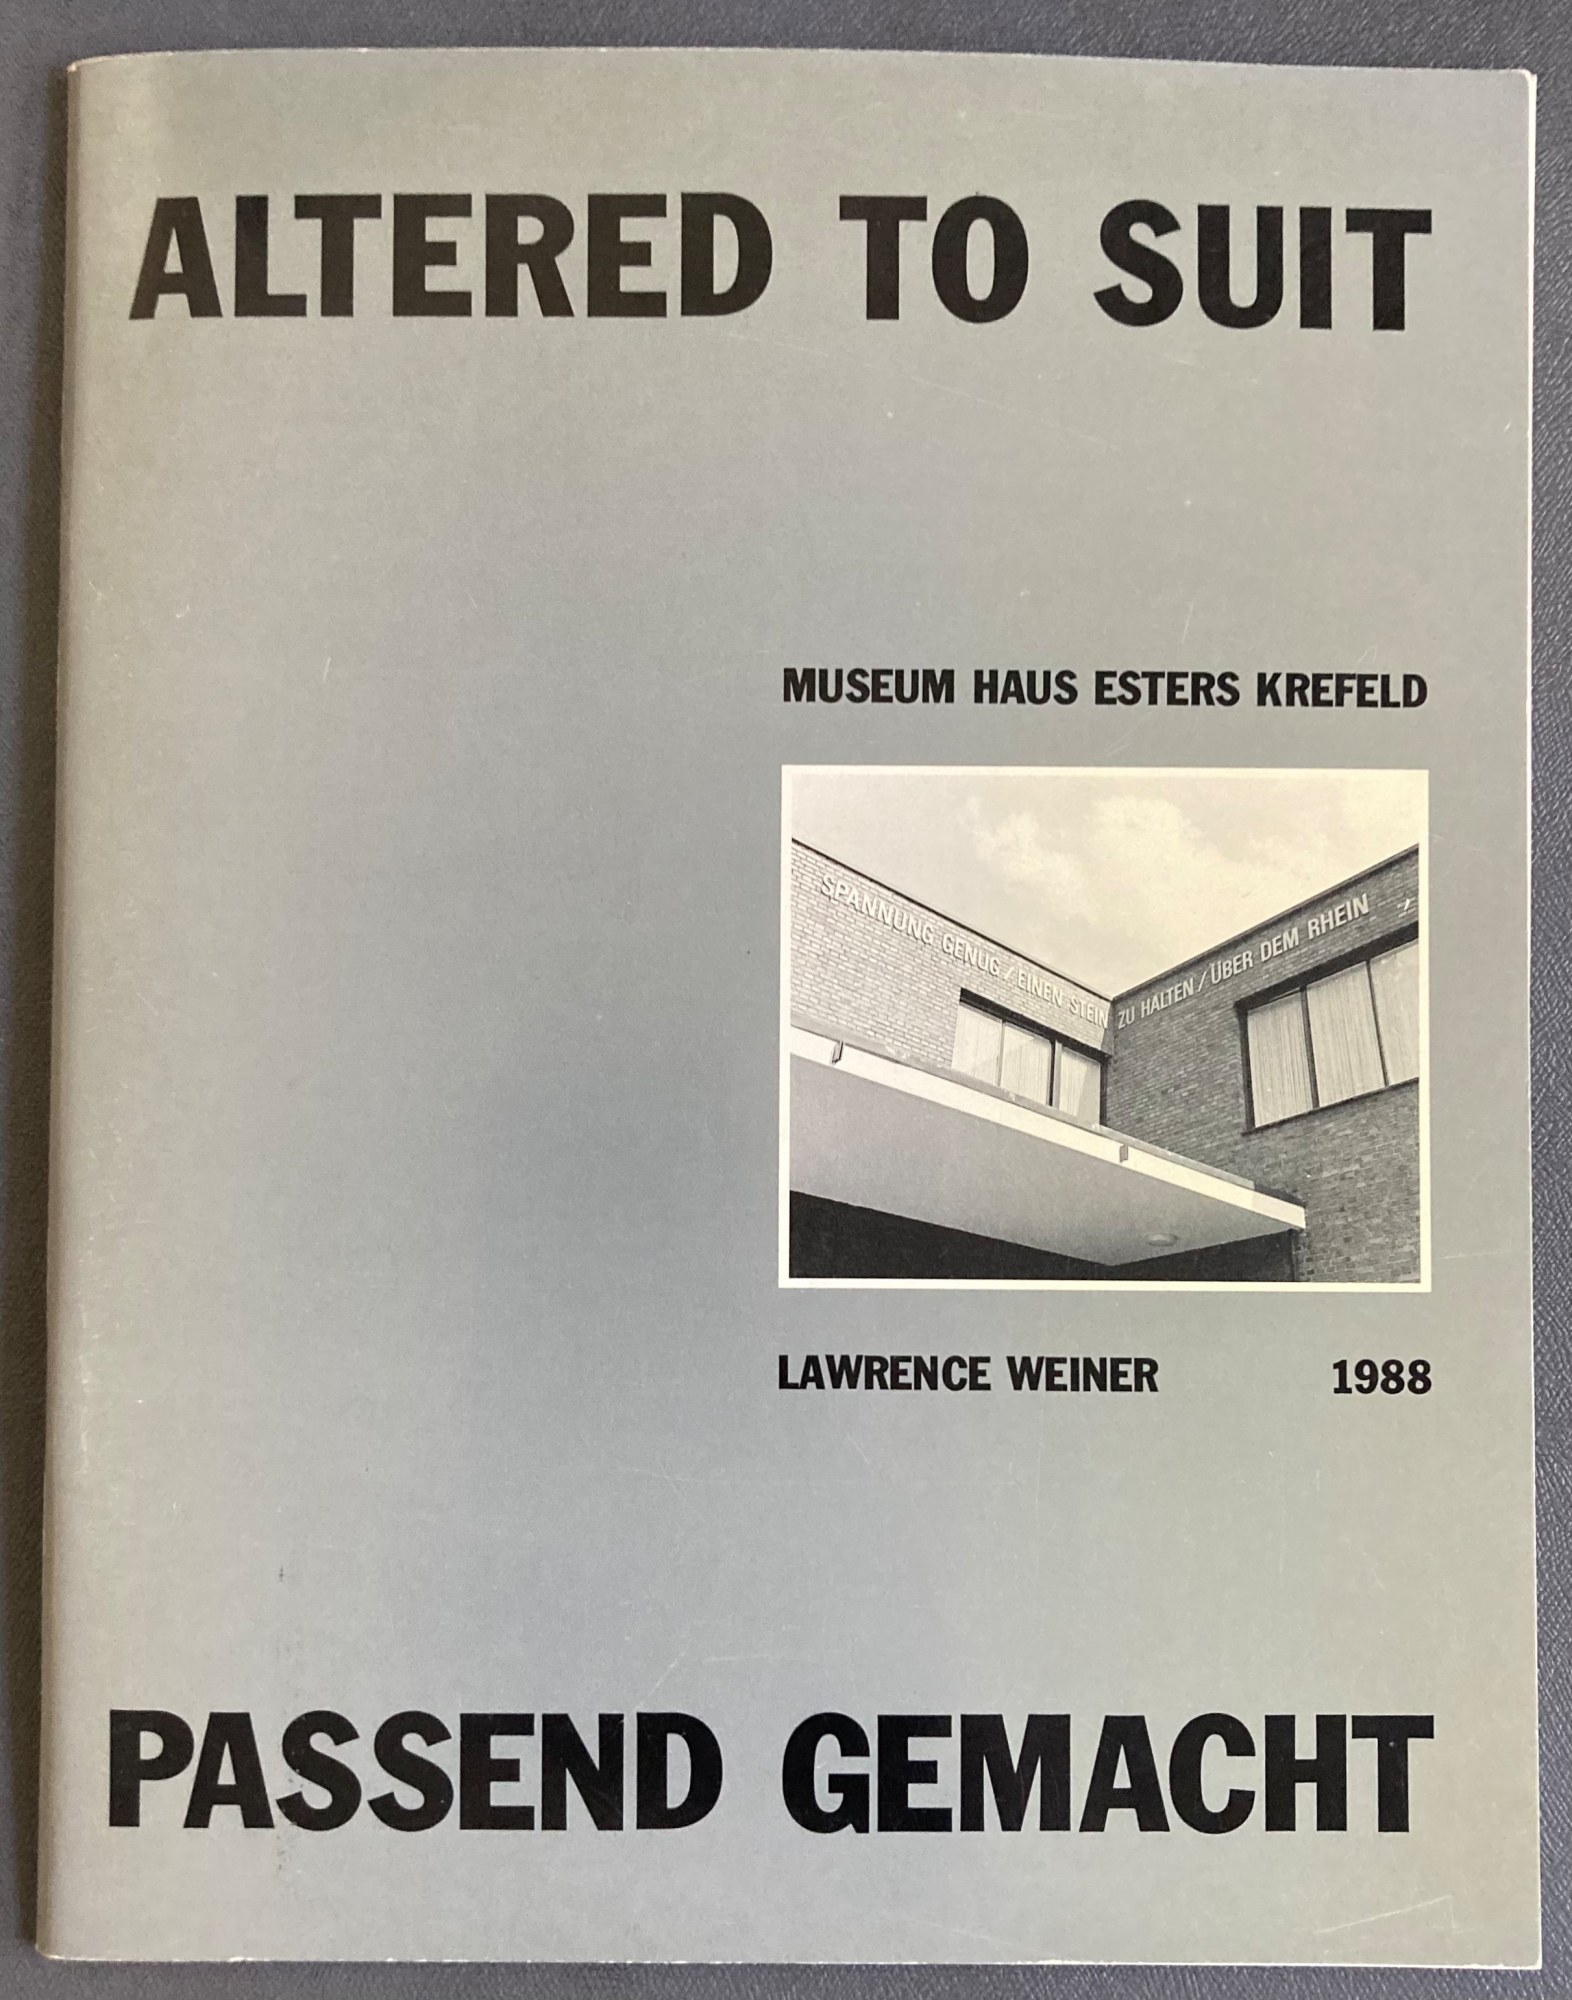 ALTERED TO SUIT
MUSEUM HAUS ESTERS KREFELD
SPANNUNG GENUG / EINEN STEIN ZU HALTEN / ÜBER DEM RHEIN /
LAWRENCE WEINER 1988
PASSEND GEMACHT